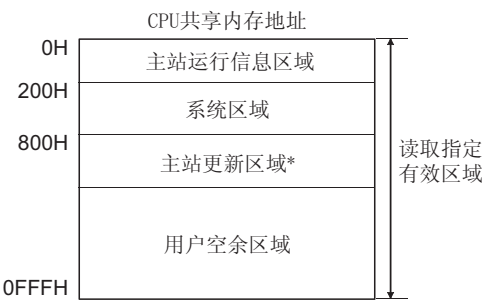 CPU共享内存地址
0H
主站运行信息区域
200H
系统区域
800H
主站更新区域*
读取指定
有效区域
用户空余区域
0FFFH